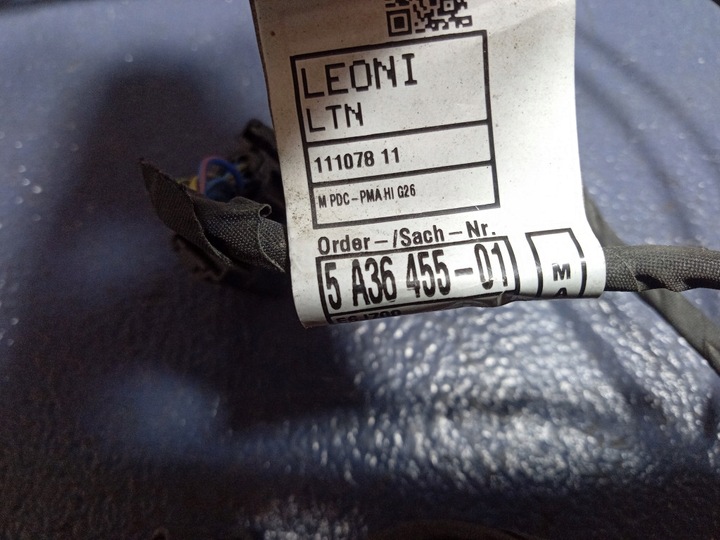 LEONI
LTN
111078 11
M PDC-PMA HI G26
Order-/Sach-Nr.
5 A36 455-01
M
A